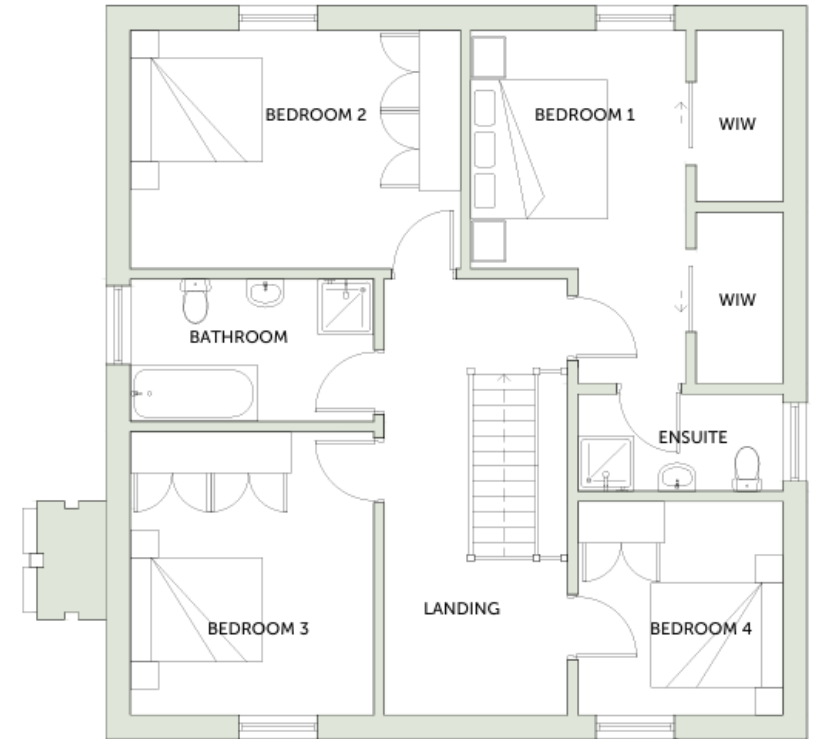 BEDROOM 2
BEDROOM 1
WIW
WIW
BATHROOM
ENSUITE
LANDING
BEDROOM 3
BEDROOM 4